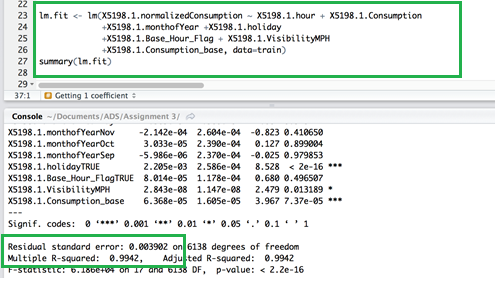 22
23 lm.fit <- lm(X5198.1.normalizedConsumption ~ X5198.1.hour + X5198.1.Consumption
24 +X5198.1.monthofYear +X5198.1.holiday
25 +X5198.1.Base_Hour_Flag + X5198.1.VisibilityMPH
26 +X5198.1.Consumption_base, data=train)
27 summary(lm.fit)
28
29
37:1 Getting 1 coefficient
Console ~/Documents/ADS/Assignment 3/
X5198.1.monthofYearNov -2.142e-04 2.604e-04 -0.823 0.410650
X5198.1.monthofYearOct 3.033e-05 2.390e-04 0.127 0.899004
X5198.1.monthofYearSep -5.986e-06 2.370e-04 -0.025 0.979853
X5198.1.holidayTRUE 2.205e-03 2.586e-04 8.528 < 2e-16 ***
X5198.1.Base_Hour_FlagTRUE 8.014e-05 1.178e-04 0.680 0.496507
X5198.1.VisibilityMPH 2.843e-08 1.147e-08 2.479 0.013189 *
X5198.1.Consumption_base 6.368e-05 1.605e-05 3.967 7.37e-05 ***
---
Signif. codes: 0 ‘***’ 0.001 ‘**’ 0.01 ‘*’ 0.05 ‘.’ 0.1 ‘ ’ 1
Residual standard error: 0.003902 on 6138 degrees of freedom
Multiple R-squared: 0.9942, Adjusted R-squared: 0.9942
F-statistic: 6.186e+04 on 17 and 6138 DF, p-value: < 2.2e-16